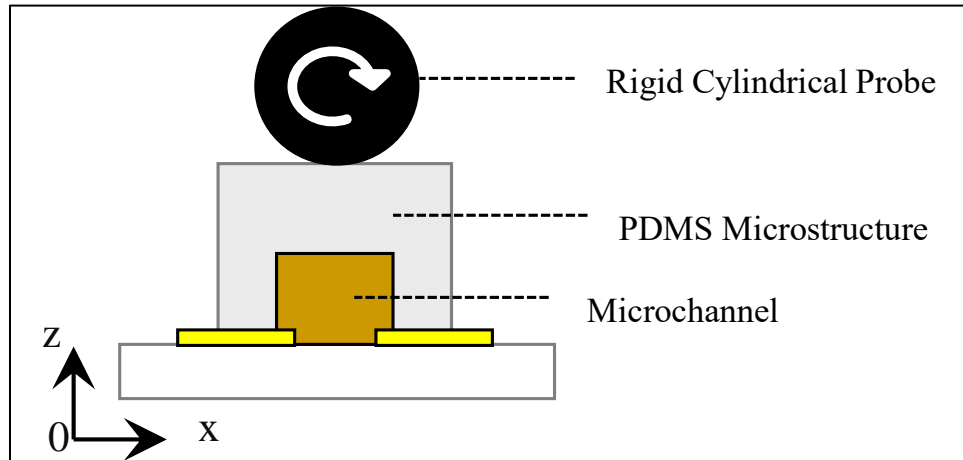 Rigid Cylindrical Probe
PDMS Microstructure
Microchannel
z
0
x